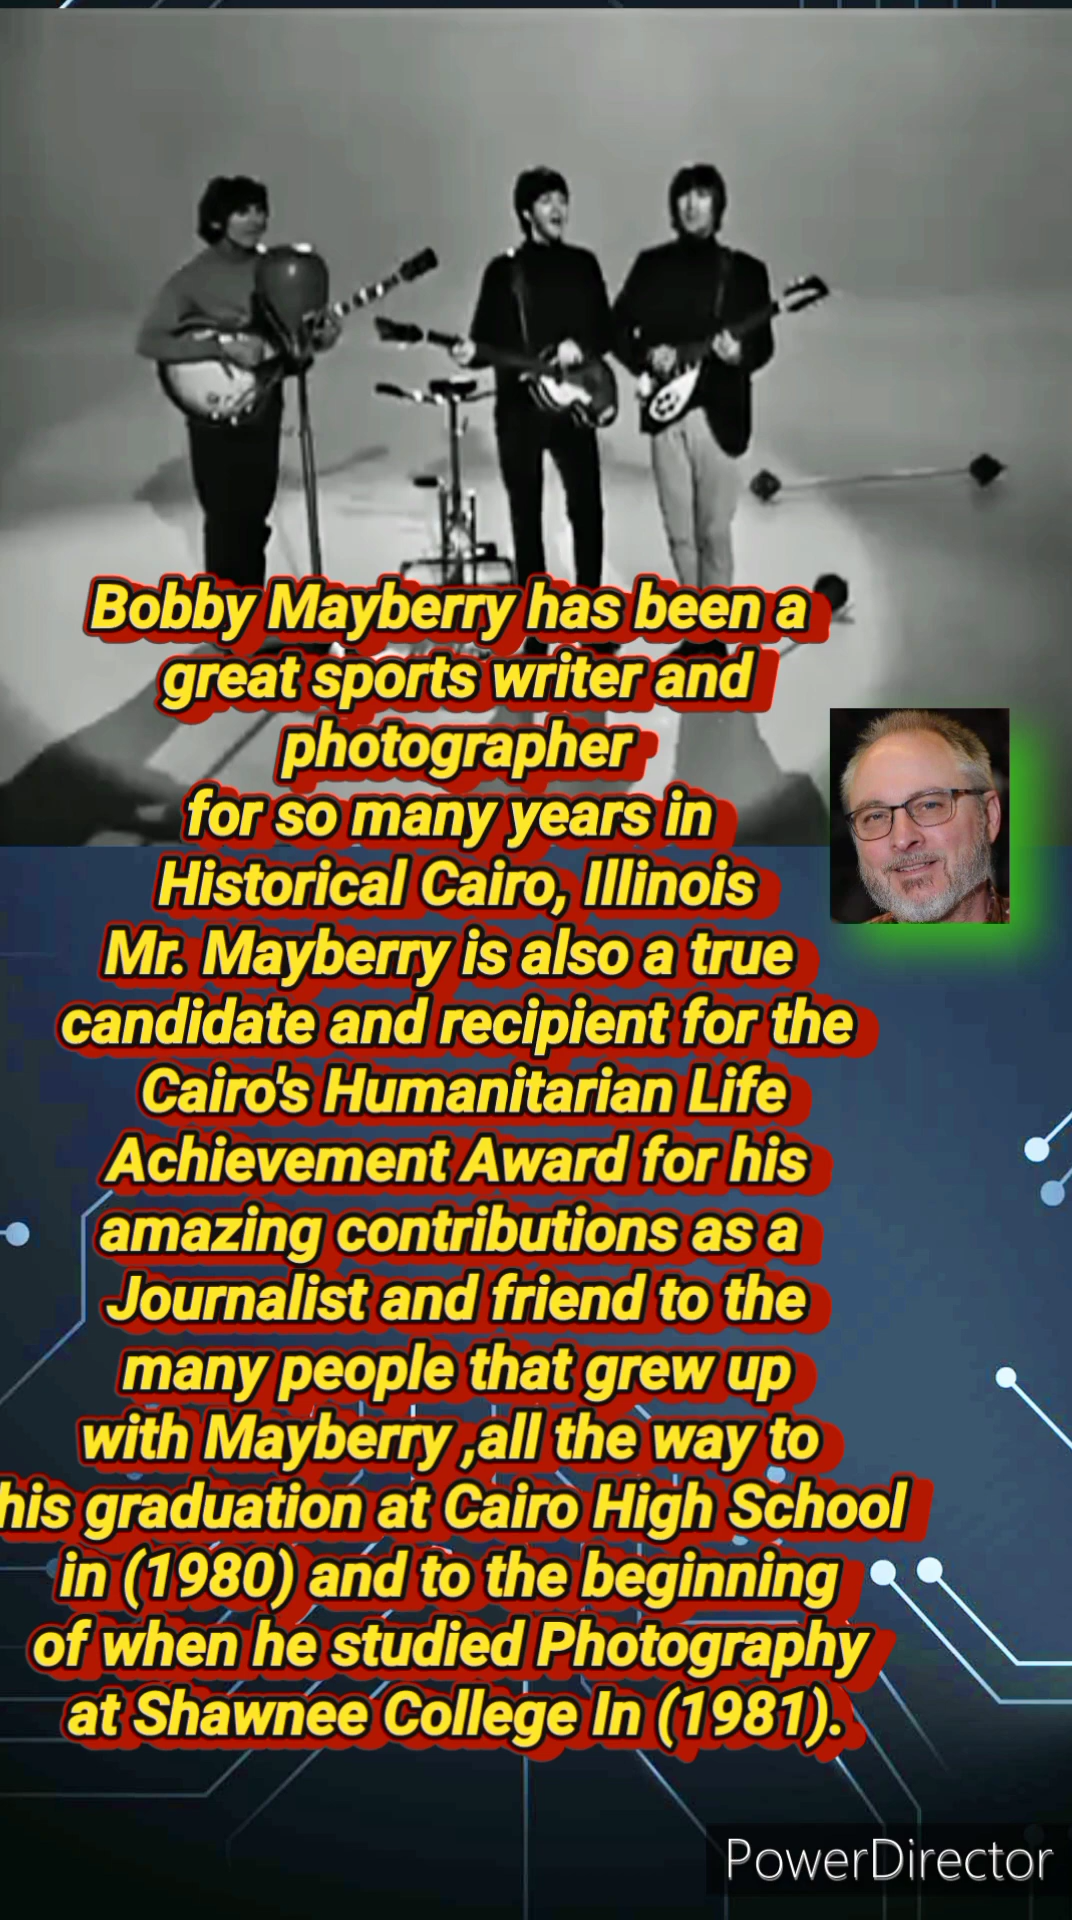 Bobby Mayberry has been a
great sports writer and
photographer
for so many years in
Historical Cairo, Illinois
Mr. Mayberry is also a true
candidate and recipient for the
Cairo's Humanitarian Life
Achievement Award for his
amazing contributions as a
Journalist and friend to the
many people that grew up
with Mayberry ,all the way to
his graduation at Cairo High School
in (1980) and to the beginning
of when he studied Photography
at Shawnee College In (1981).
PowerDirector